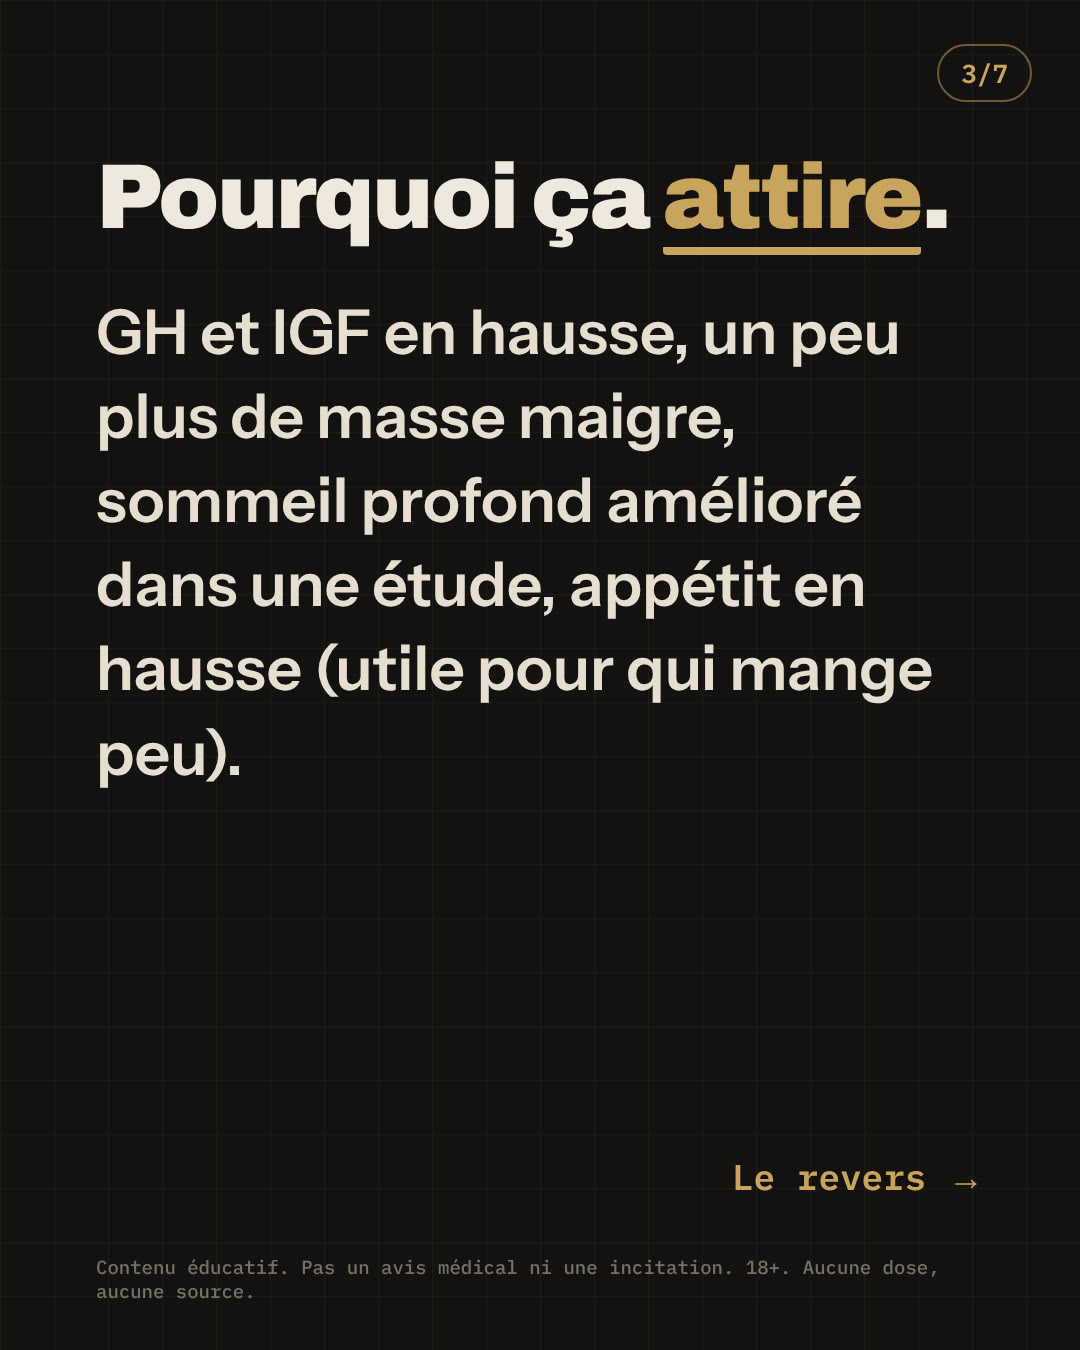 3/7
Pourquoi ça attire.
GH et IGF en hausse, un peu
plus de masse maigre,
sommeil profond amélioré
dans une étude, appétit en
hausse (utile pour qui mange
peu).
Le revers →
Contenu éducatif. Pas un avis médical ni une incitation. 18+. Aucune dose,
aucune source.